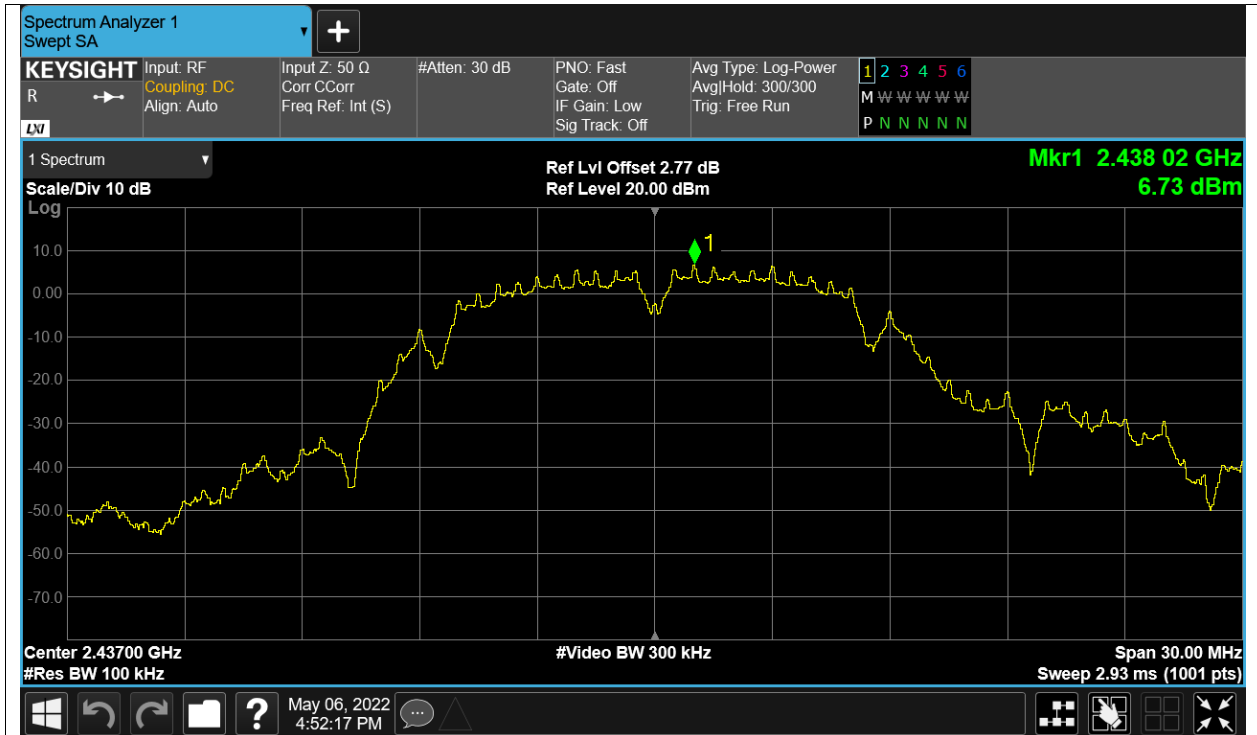 Spectrum Analyzer 1
Swept SA
KEYSIGHT
R
LXI
Input: RF
Coupling: DC
Align: Auto
Input Z: 50 Ω
Corr CCorr
Freq Ref: Int (S)
#Atten: 30 dB
PNO: Fast
Gate: Off
IF Gain: Low
Sig Track: Off
Avg Type: Log-Power
Avg|Hold: 300/300
Trig: Free Run
1 2 3 4 5 6
M W W W W W W
P N N N N N N
1 Spectrum
Scale/Div 10 dB
Log
Ref Lvl Offset 2.77 dB
Ref Level 20.00 dBm
Mkr1 2.438 02 GHz
6.73 dBm
1
10.0
0.00
-10.0
-20.0
-30.0
-40.0
-50.0
-60.0
-70.0
Center 2.43700 GHz
#Res BW 100 kHz
#Video BW 300 kHz
Span 30.00 MHz
Sweep 2.93 ms (1001 pts)
?
May 06, 2022
4:52:17 PM